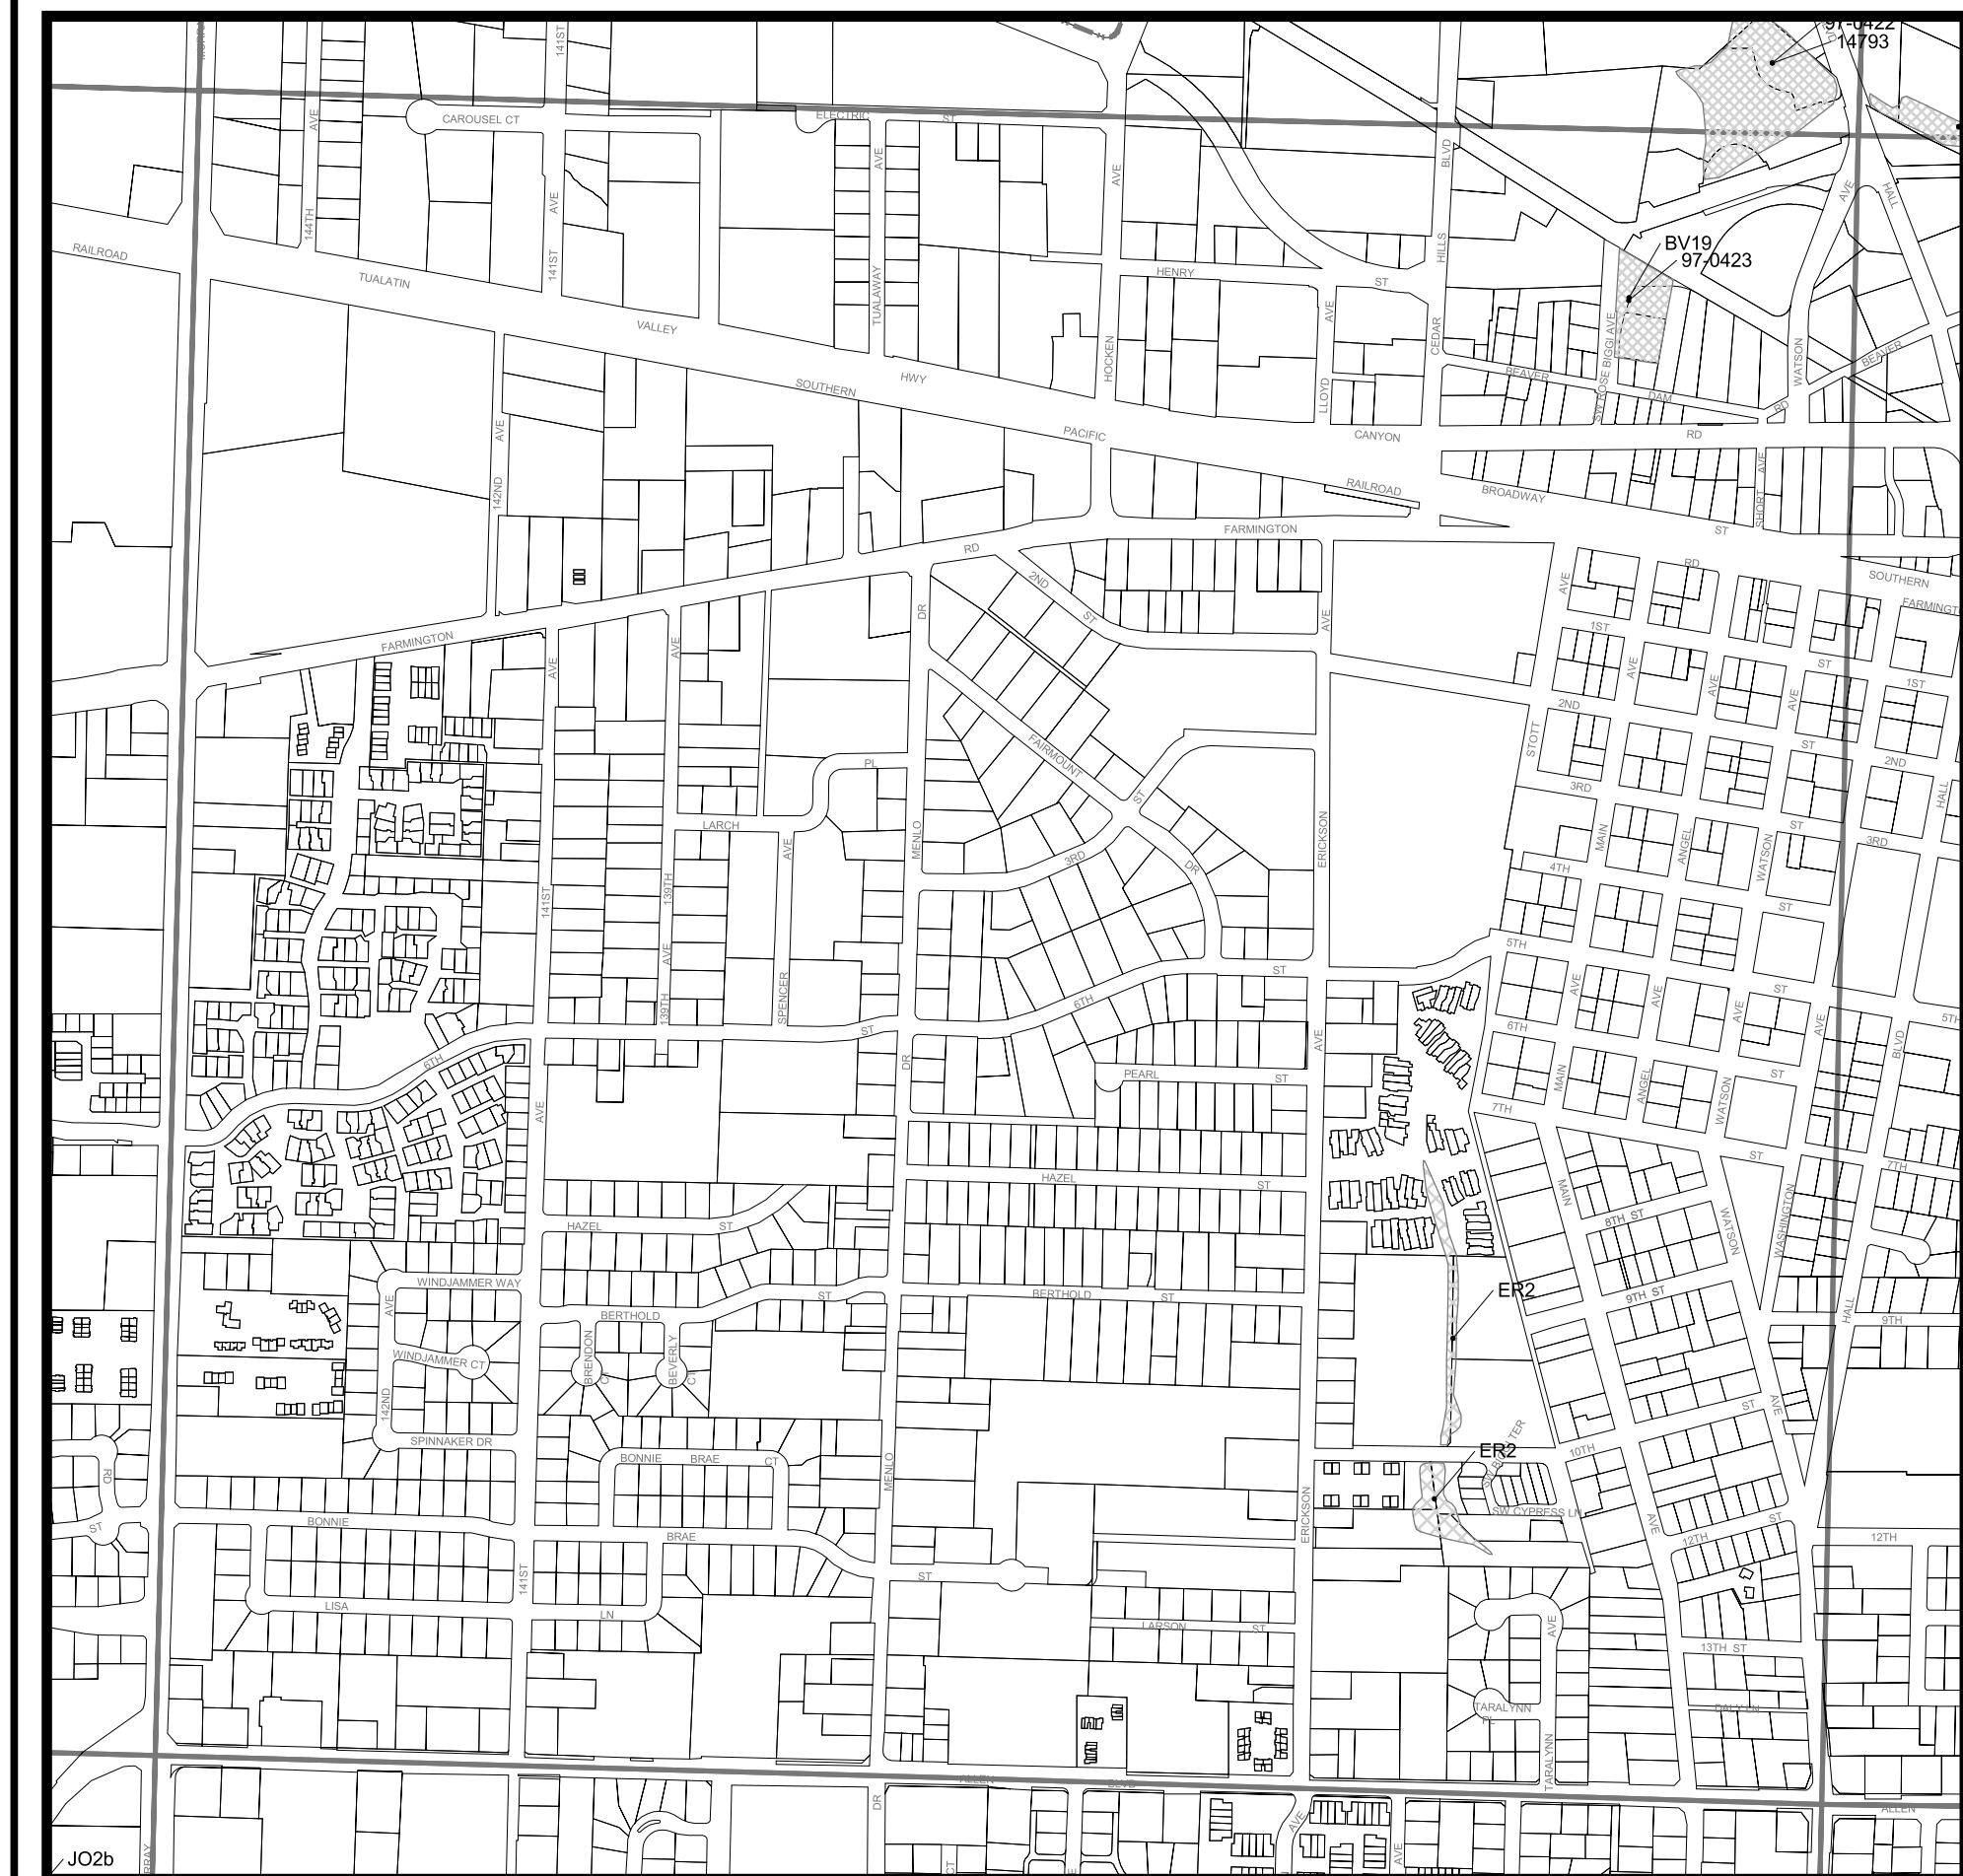 97-0422
14793
141ST
CAROUSEL CT
ELECTRIC
ST
AVE
AVE
AVE
BLVD
AVE
HALL
144TH
AVE
141ST
RAILROAD
TUALATIN
VALLEY
TUALAWAY
HENRY
ST
HILLS
BV19
97-0423
HOCKEN
AVE
LLOYD
CEDAR
SW ROSE BIGGI AVE
WATSON
BEAVER
BEAVER
DAM
RD
SOUTHERN
HWY
PACIFIC
CANYON
RD
142ND
AVE
RAILROAD
BROADWAY
SHORT
AVE
ST
FARMINGTON
RD
RD
SOUTHERN
2ND
ST
AVE
AVE
1ST
ST
1ST
FARMINGTON
DR
AVE
AVE
AVE
AVE
AVE
2ND
ST
2ND
STOTT
3RD
ST
3RD
HALL
FAIRMOUNT
ST
PL
LARCH
AVE
MENLO
3RD
DR
ERICKSON
MAIN
ANGEL
WATSON
4TH
ST
141ST
139TH
AVE
139TH
SPENCER
5TH
ST
5TH
6TH
ST
6TH
ST
AVE
AVE
AVE
AVE
AVE
BLVD
6TH
ST
DR
PEARL
ST
MAIN
ANGEL
WATSON
7TH
ST
7TH
AVE
HAZEL
ST
HAZEL
ST
MAIN
8TH ST
WATSON
WASHINGTON
WINDJAMMER WAY
AVE
ST
BERTHOLD
BERTHOLD
ST
ER2
9TH ST
HALL
9TH
WINDJAMMER CT
BRENDON
CT
BEVERLY
CT
142ND
SPINNAKER DR
BONNIE
BRAE
CT
MENLO
ER2
10TH
ST
AVE
RD
ST
BONNIE
BRAE
ST
141ST
ERICKSON
SW CYPRESS LN
AVE
12TH
ST
12TH
LISA
LN
LARSON
ST
AVE
13TH ST
TARALYNN
PL
TARALYNN
DALY LN
ALLEN
BLVD
ALLEN
DR
AVE
AVE
CT
JO2b